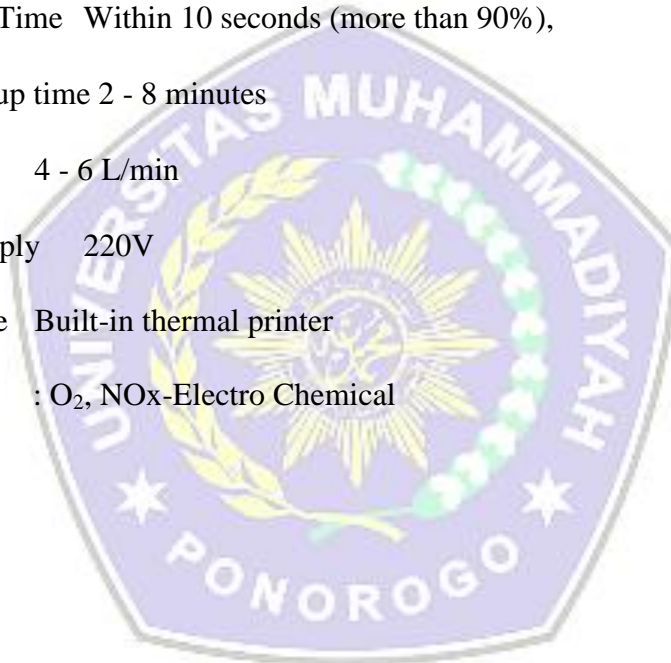 Time Within 10 seconds (more than 90%),
up time 2 - 8 minutes
4 - 6 L/min
ply 220V
e Built-in thermal printer
: O₂, NOx-Electro Chemical
UNIVERSITAS MUHAMMADIYAH
PONOROGO